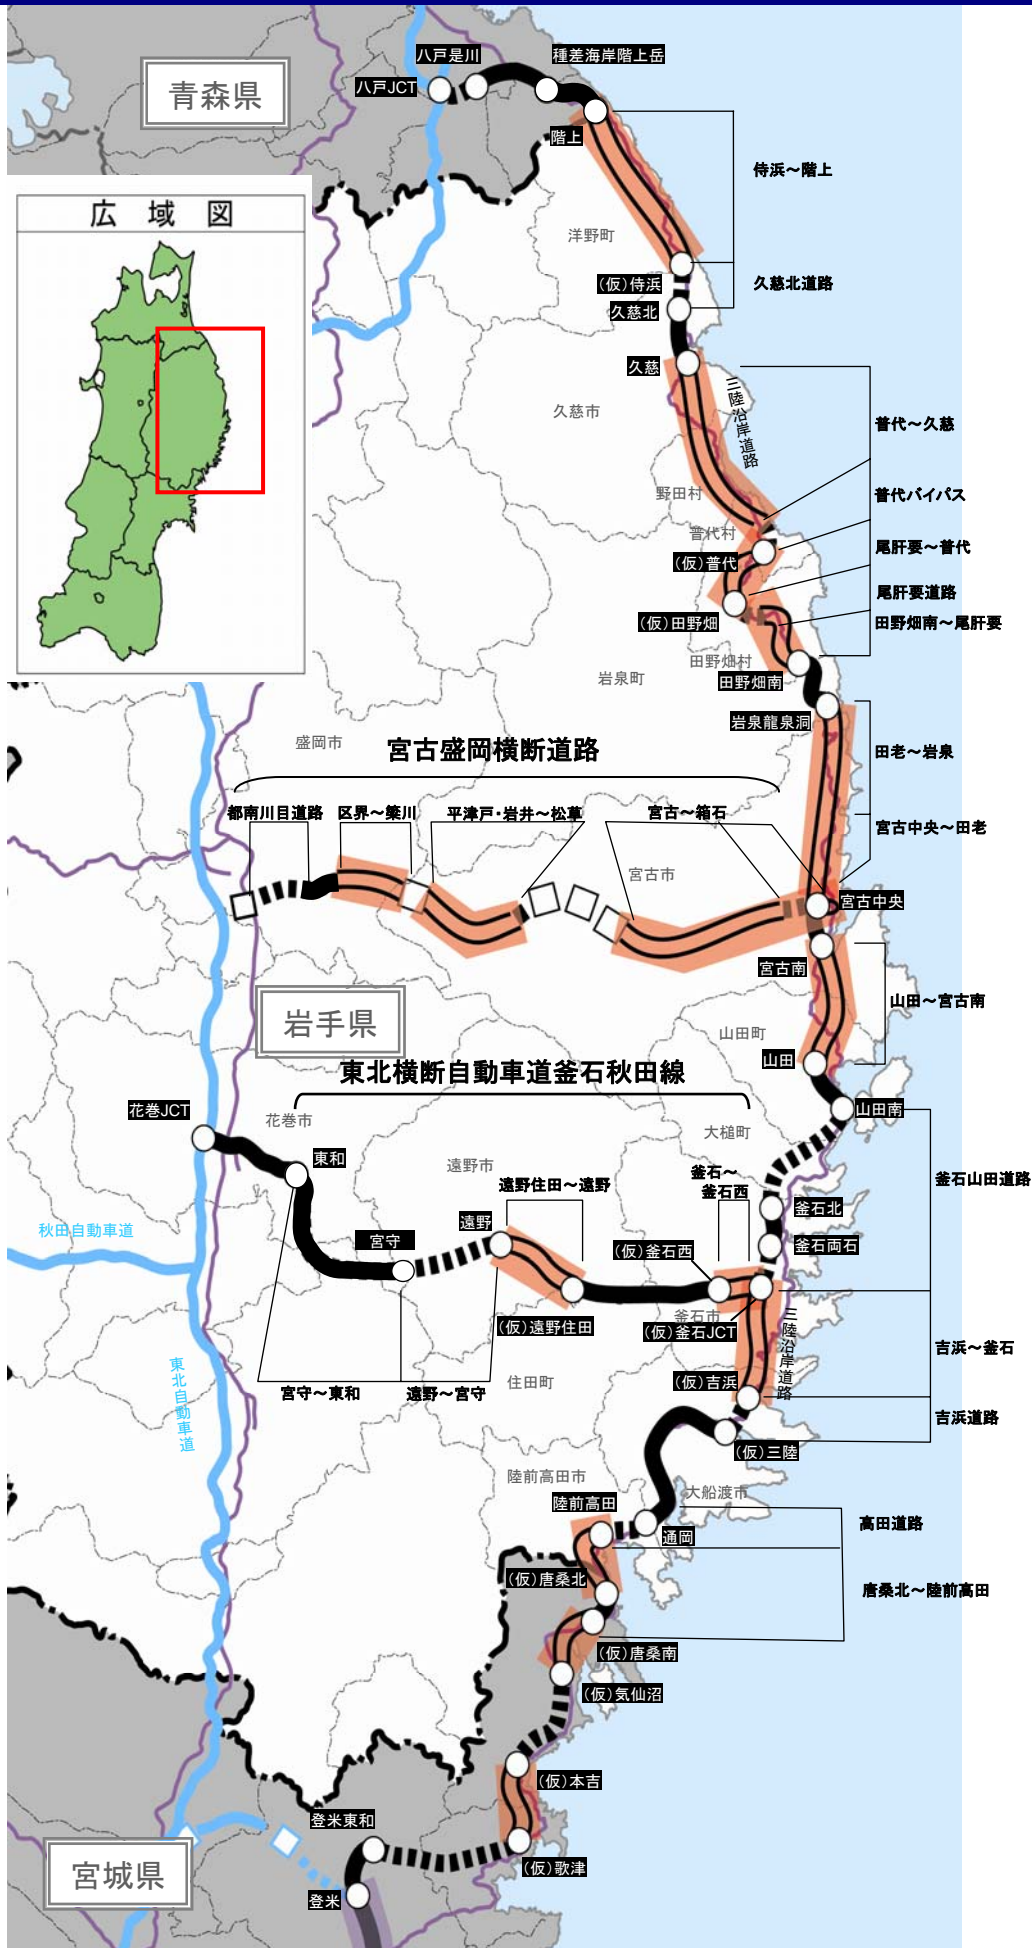 八戸是川
種差海岸階上岳
八戸JCT
青森県
階上
侍浜～階上
広域図
洋野町
(仮)侍浜
久慈北道路
久慈北
久慈
三陸沿岸道路
久慈市
普代～久慈
野田村
普代バイパス
普代村
尾肝要～普代
(仮)普代
尾肝要道路
(仮)田野畑
田野畑南～尾肝要
田野畑村
岩泉町
田野畑南
岩泉龍泉洞
盛岡市
宮古盛岡横断道路
田老～岩泉
都南川目道路
区界～簗川
平津戸・岩井～松草
宮古～箱石
宮古中央～田老
宮古市
宮古中央
宮古南
山田～宮古南
岩手県
山田町
山田
東北横断自動車道釜石秋田線
花巻JCT
花巻市
山田南
大槌町
東和
遠野市
釜石～
釜石西
遠野住田～遠野
釜石山田道路
釜石北
遠野
秋田自動車道
宮守
(仮)釜石西
釜石両石
釜石市
(仮)遠野住田
(仮)釜石JCT
三陸沿岸道路
吉浜～釜石
東北自動車道
住田町
(仮)吉浜
宮守～東和
遠野～宮守
吉浜道路
(仮)三陸
陸前高田市
大船渡市
陸前高田
高田道路
通岡
(仮)唐桑北
唐桑北～陸前高田
(仮)唐桑南
(仮)気仙沼
(仮)本吉
登米東和
宮城県
(仮)歌津
登米